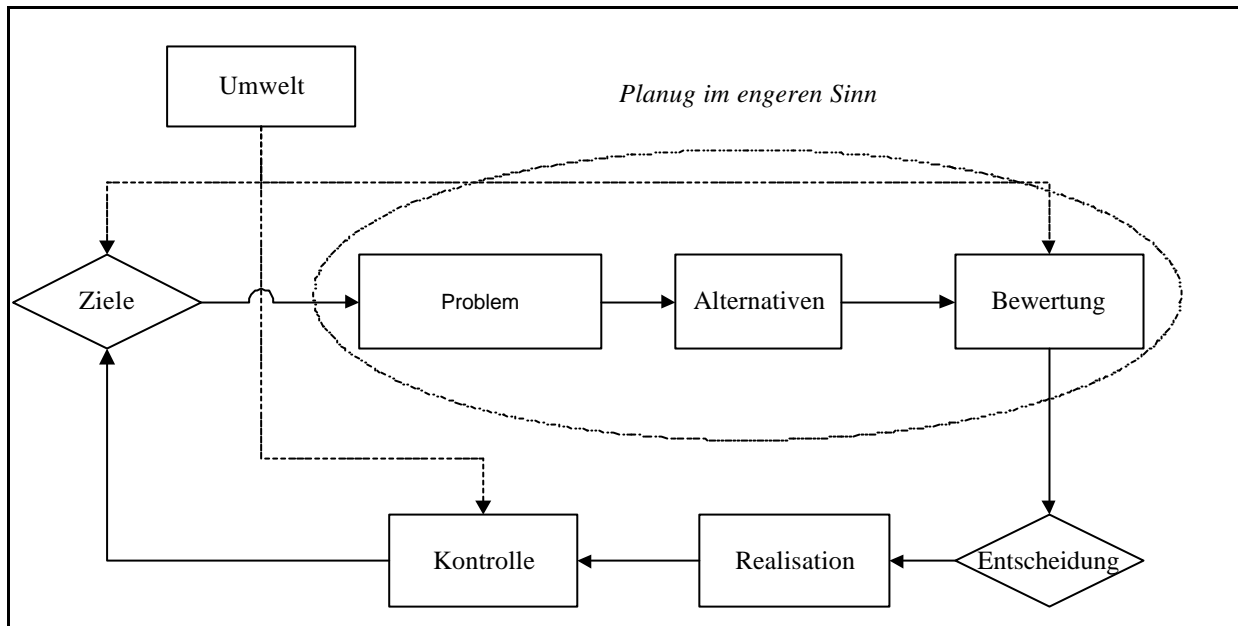 Umwelt
Planug im engeren Sinn
Ziele
Problem
Alternativen
Bewertung
Kontrolle
Realisation
Entscheidung